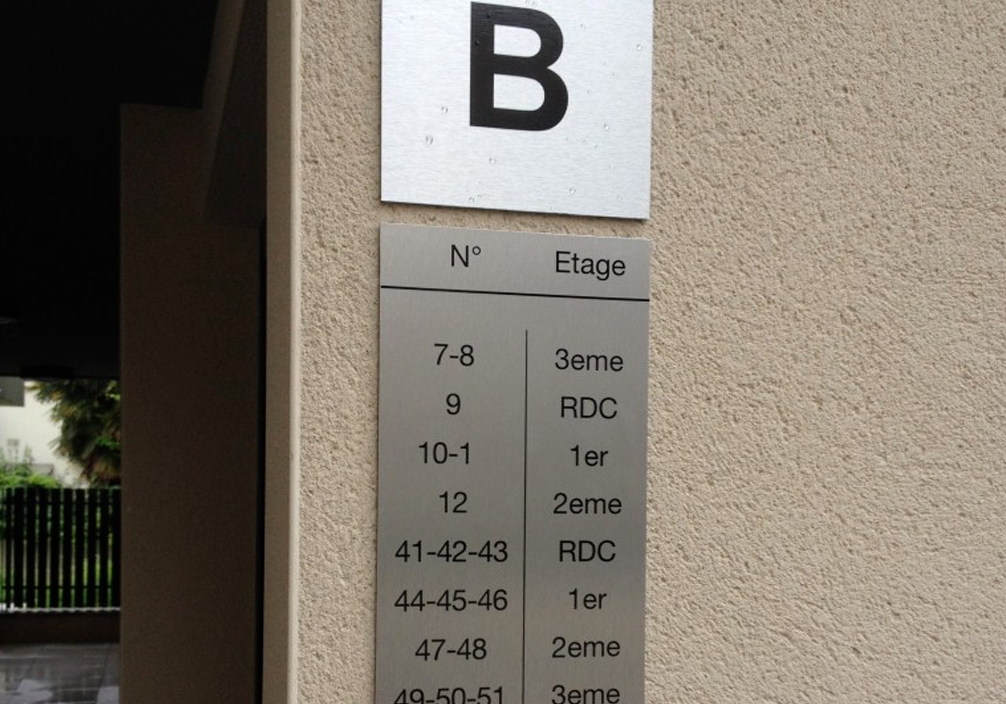 B
N° Etage
7-8 3eme
9 RDC
10-1 1er
12 2eme
41-42-43 RDC
44-45-46 1er
47-48 2eme
49-50-51 3eme